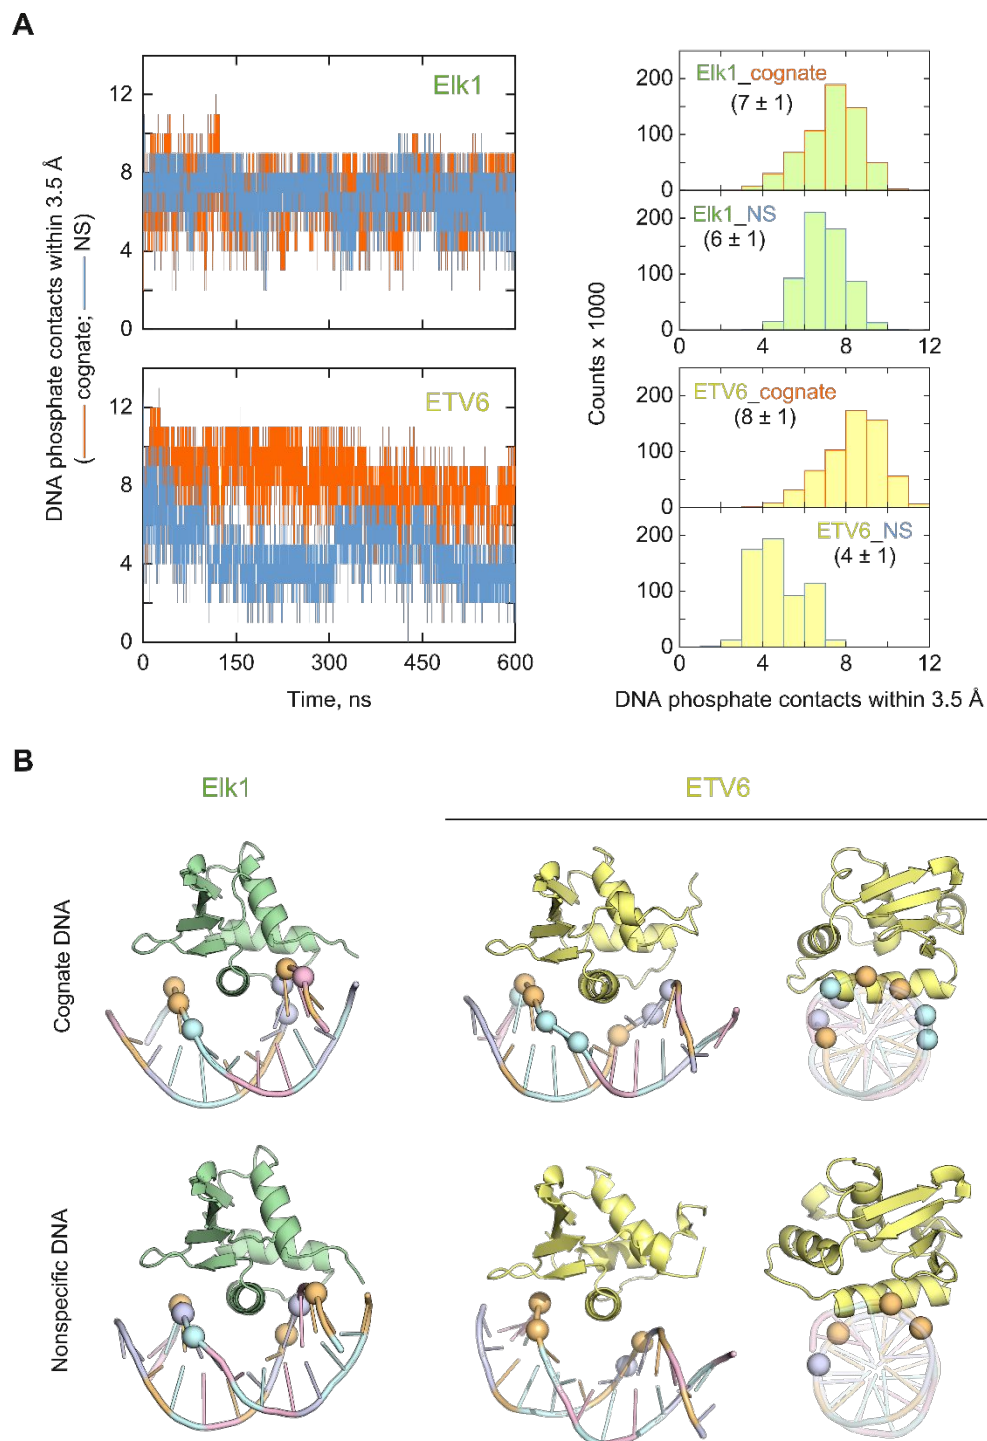 A
DNA phosphate contacts within 3.5 Å
( cognate; NS)
12
8
4
0
Elk1
12
8
4
0
ETV6
0 150 300 450 600
Time, ns
Counts x 1000
200
100
0
Elk1_cognate
(7 ± 1)
200
100
0
Elk1_NS
(6 ± 1)
0 4 8 12
200
100
0
ETV6_cognate
(8 ± 1)
200
100
0
ETV6_NS
(4 ± 1)
0 4 8 12
DNA phosphate contacts within 3.5 Å
B
Elk1 ETV6
Cognate DNA
Nonspecific DNA